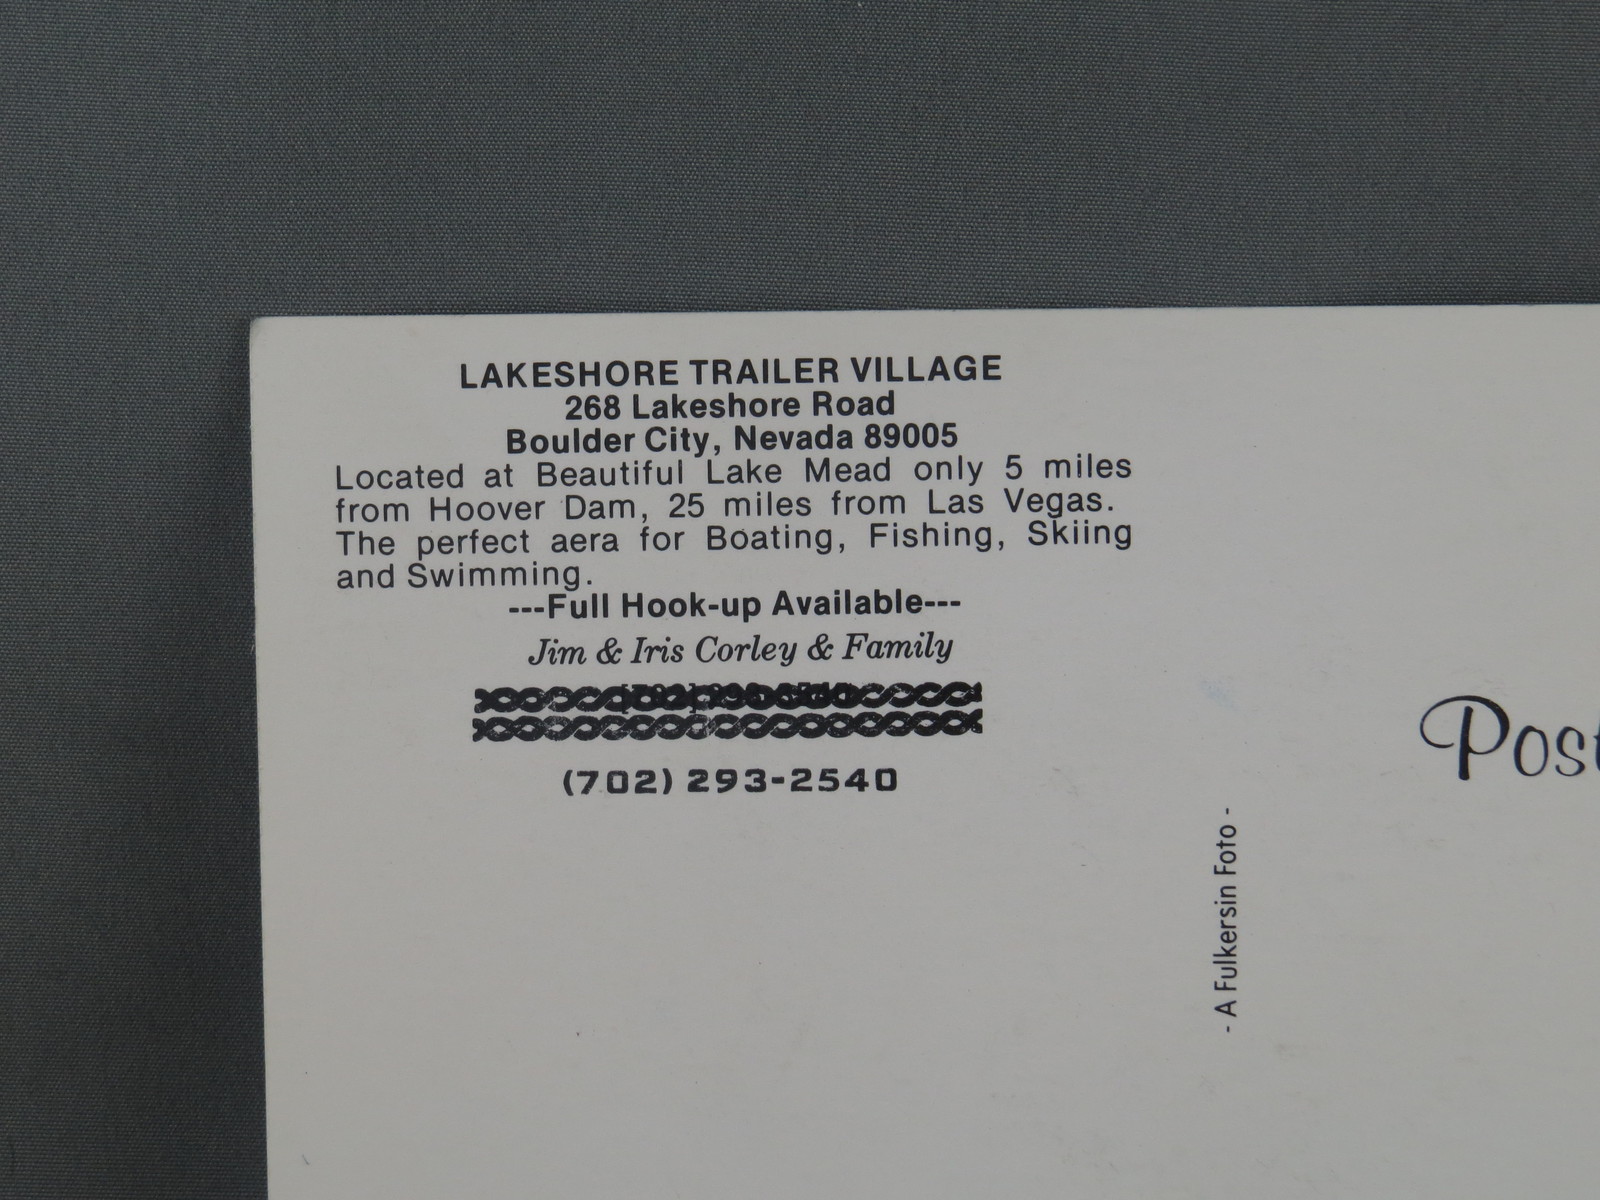 LAKESHORE TRAILER VILLAGE
268 Lakeshore Road
Boulder City, Nevada 89005
Located at Beautiful Lake Mead only 5 miles
from Hoover Dam, 25 miles from Las Vegas.
The perfect aera for Boating, Fishing, Skiing
and Swimming.
---Full Hook-up Available---
Jim & Iris Corley & Family
(702) 293-2540
- A Fulkersin Foto -
Post